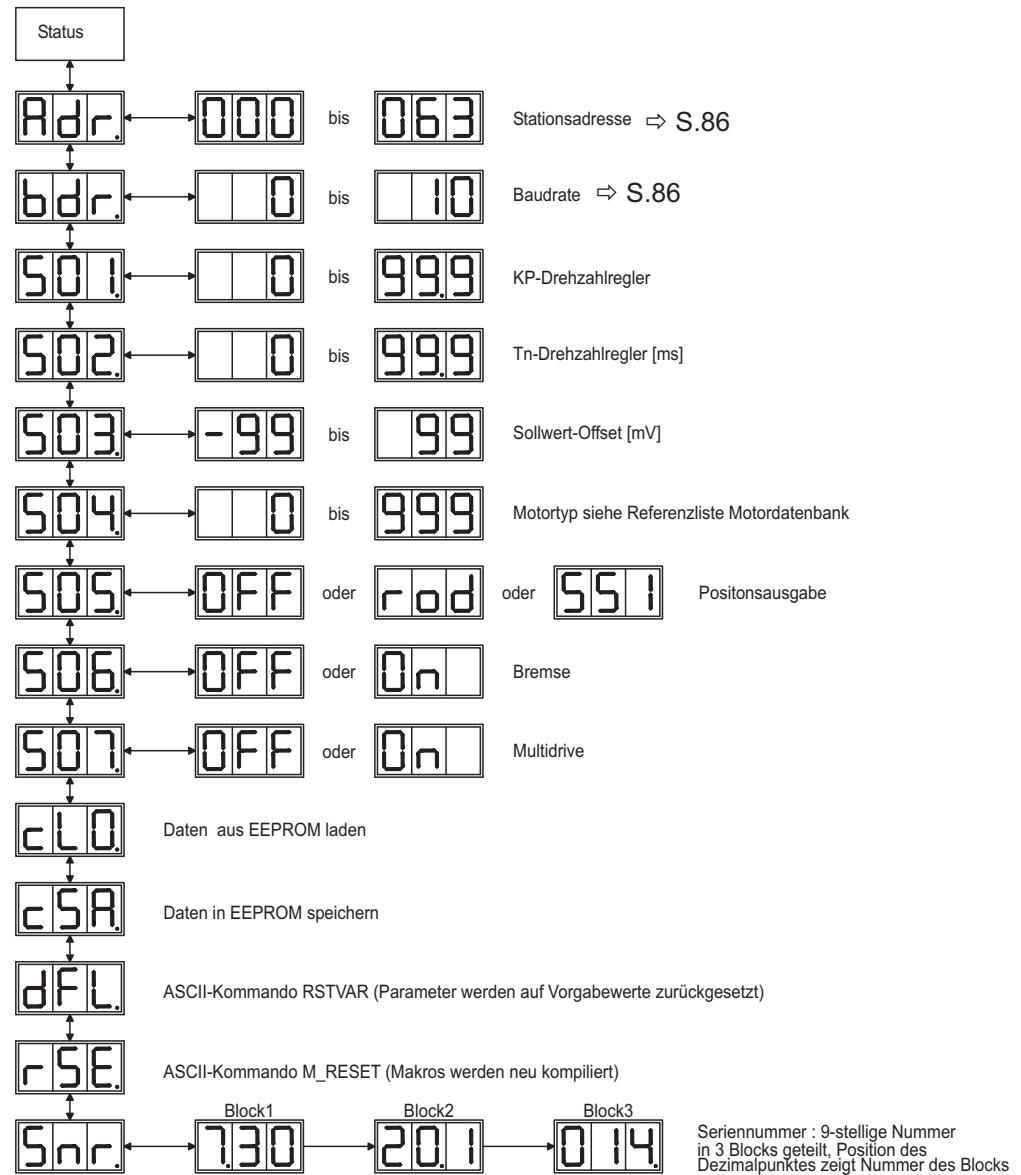 Status
Adr. 000 bis 063 Stationsadresse ⇨ S.86
bdr. 0 bis 10 Baudrate ⇨ S.86
S01. 0 bis 99.9 KP-Drehzahlregler
S02. 0 bis 99.9 Tn-Drehzahlregler [ms]
S03. -99 bis 99 Sollwert-Offset [mV]
S04. 0 bis 999 Motortyp siehe Referenzliste Motordatenbank
S05. OFF oder rod oder SSI Positonsausgabe
S06. OFF oder On Bremse
S07. OFF oder On Multidrive
cLO. Daten aus EEPROM laden
cSA. Daten in EEPROM speichern
dFL. ASCII-Kommando RSTVAR (Parameter werden auf Vorgabewerte zurückgesetzt)
rSE. ASCII-Kommando M_RESET (Makros werden neu kompiliert)
Block1 Block2 Block3
Snr. 7.30 20.1 014. Seriennummer : 9-stellige Nummer
in 3 Blocks geteilt, Position des
Dezimalpunktes zeigt Nummer des Blocks